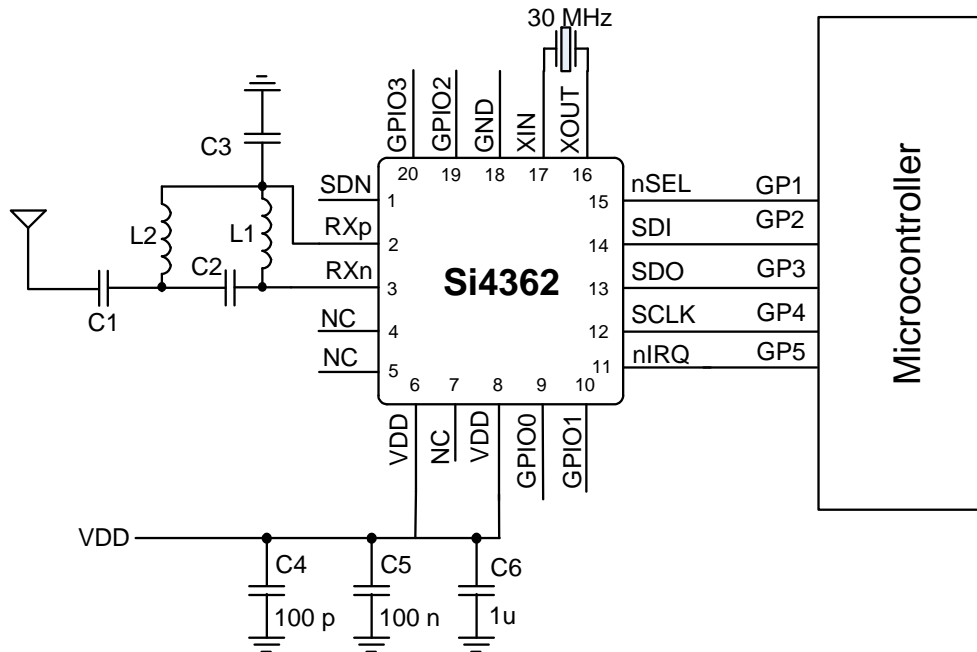 30 MHz
GPIO3
GPIO2
GND
XIN
XOUT
20
19
18
17
16
C3
SDN
1
RXp
2
L2
L1
C2
RXn
3
C1
NC
4
NC
5
Si4362
15
nSEL
GP1
14
SDI
GP2
13
SDO
GP3
12
SCLK
GP4
11
nIRQ
GP5
Microcontroller
6
7
8
9
10
VDD
NC
VDD
GPIO0
GPIO1
VDD
C4
100 p
C5
100 n
C6
1u